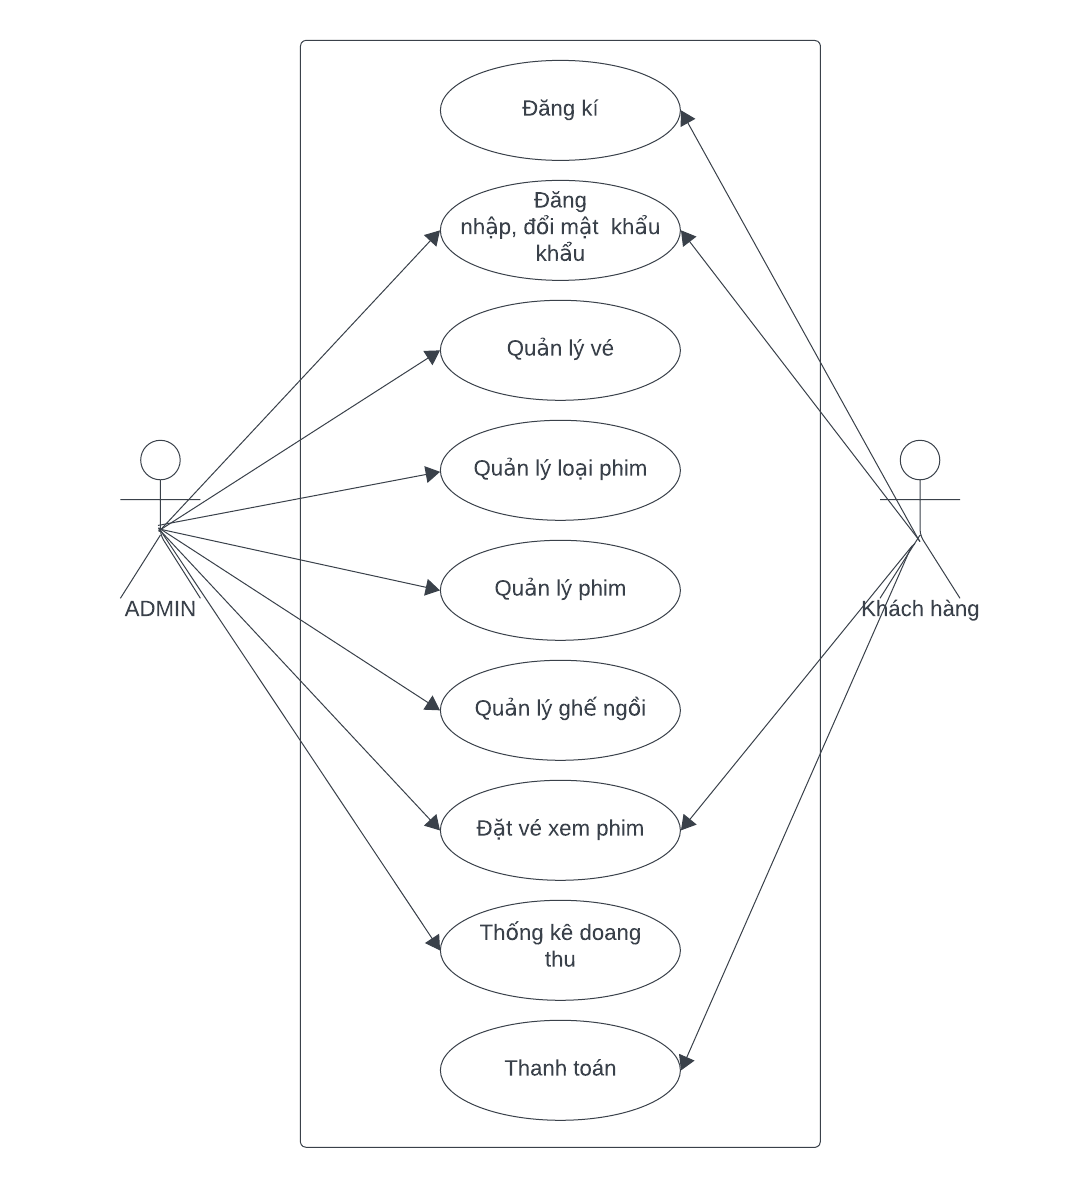 Đăng kí
Đăng
nhập, đổi mật  khẩu
khẩu
Quản lý vé
Quản lý loại phim
Quản lý phim
ADMIN
Khách hàng
Quản lý ghế ngồi
Đặt vé xem phim
Thống kê doang
thu
Thanh toán